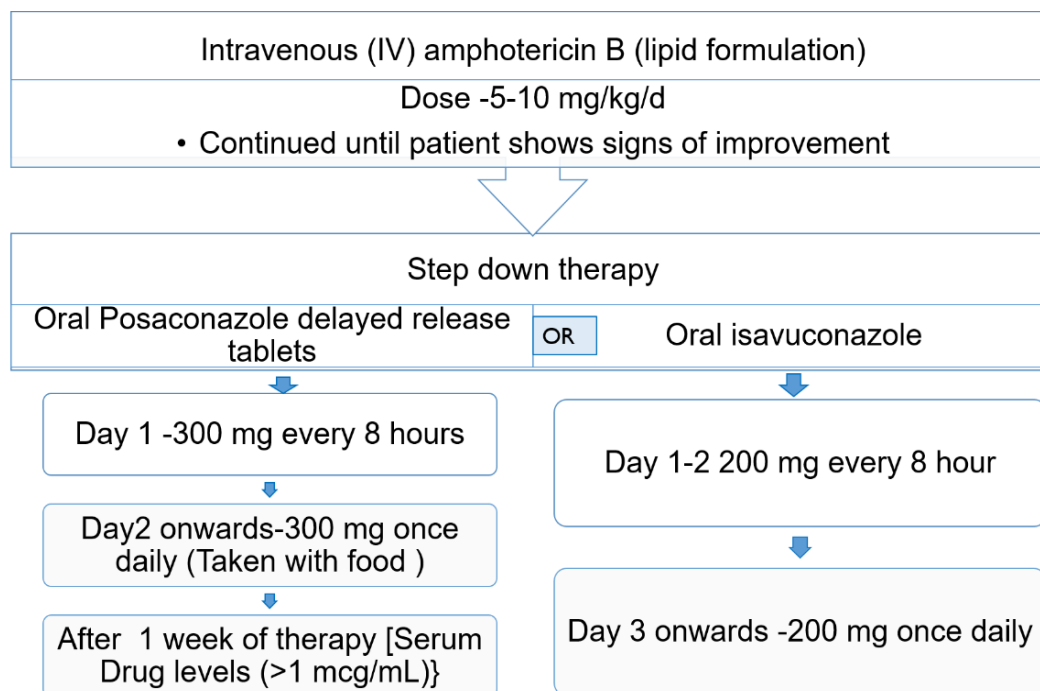 Intravenous (IV) amphotericin B (lipid formulation)
Dose -5-10 mg/kg/d
• Continued until patient shows signs of improvement
Step down therapy
Oral Posaconazole delayed release
tablets
OR
Oral isavuconazole
Day 1 -300 mg every 8 hours
Day2 onwards-300 mg once
daily (Taken with food )
After 1 week of therapy [Serum
Drug levels (>1 mcg/mL)}
Day 1-2 200 mg every 8 hour
Day 3 onwards -200 mg once daily